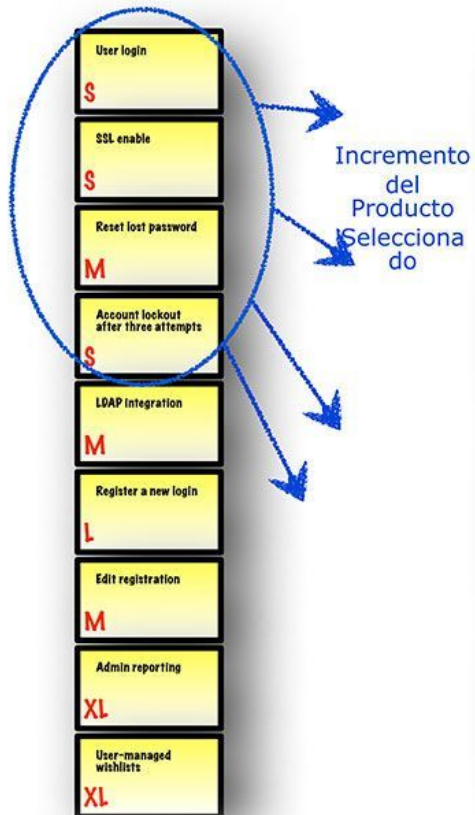 User login
S
SSL enable
S
Reset lost password
M
Account lockout
after three attempts
S
LDAP integration
M
Register a new login
L
Edit registration
M
Admin reporting
XL
User-managed
wishlists
XL
Incremento
del
Producto
Selecciona
do